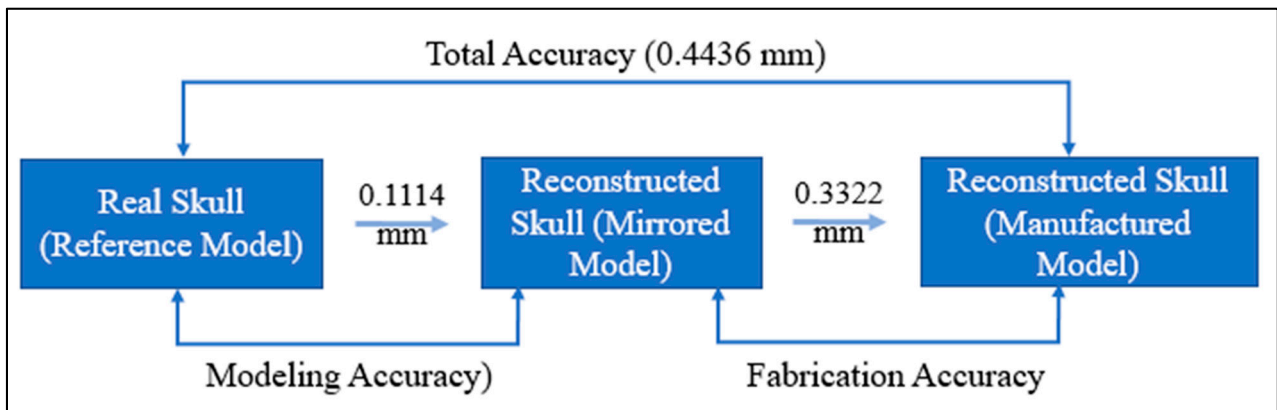 Total Accuracy (0.4436 mm)
Real Skull
(Reference Model)
0.1114
mm
Reconstructed
Skull (Mirrored
Model)
0.3322
mm
Reconstructed Skull
(Manufactured
Model)
Modeling Accuracy)
Fabrication Accuracy